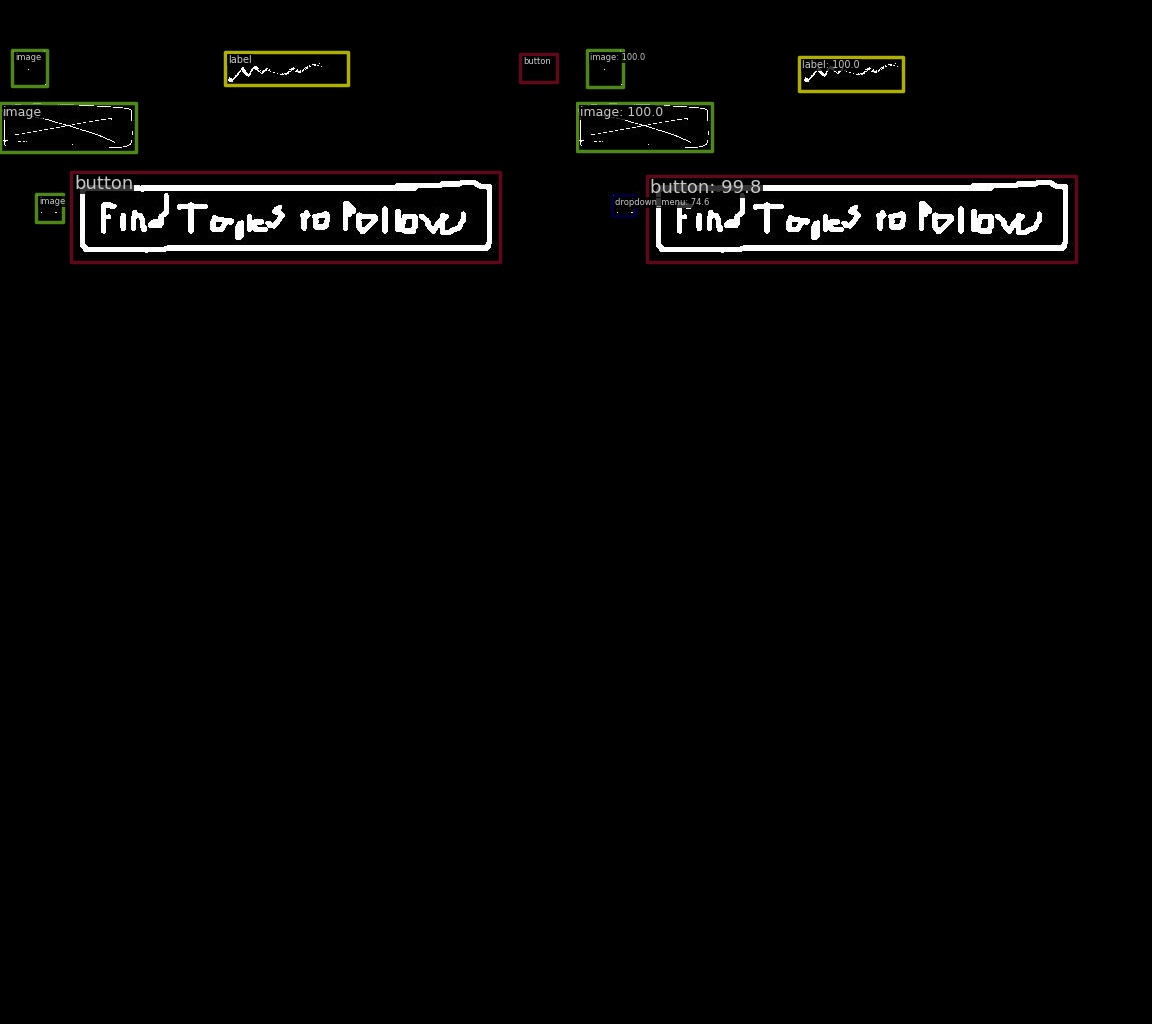 image label button image: 100.0 label: 100.0
image image: 100.0
button button: 99.8
image dropdown_menu: 74.6
Find Topics to Follow Find Topics to Follow